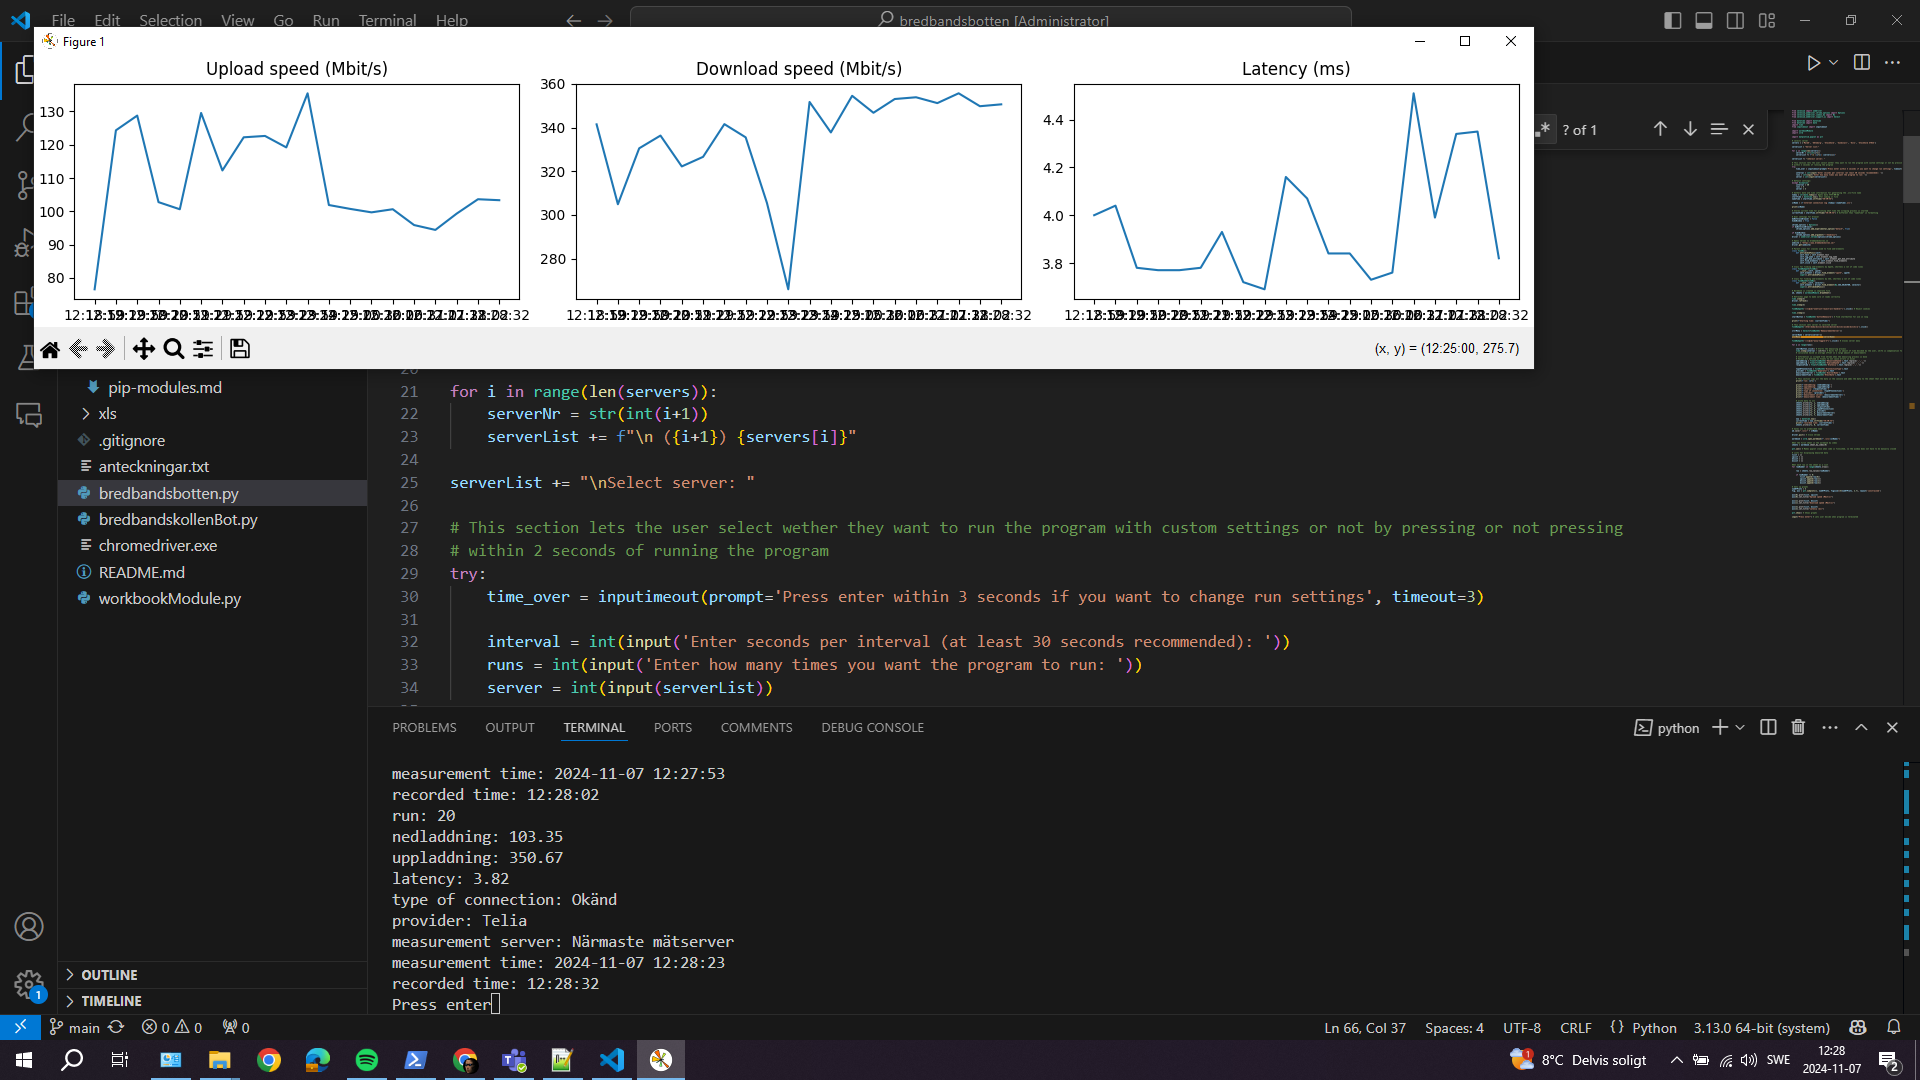 File Edit Selection View Go Run Terminal Help
bredbandsbotten [Administrator]
Figure 1
Upload speed (Mbit/s)
130
120
110
100
90
80
Download speed (Mbit/s)
360
340
320
300
280
Latency (ms)
4.4
4.2
4.0
3.8
(x, y) = (12:25:00, 275.7)
? of 1
pip-modules.md
xls
.gitignore
anteckningar.txt
bredbandsbotten.py
bredbandskollenBot.py
chromedriver.exe
README.md
workbookModule.py
OUTLINE
TIMELINE
20
21 for i in range(len(servers)):
22 serverNr = str(int(i+1))
23 serverList += f"\n ({i+1}) {servers[i]}"
24
25 serverList += "\nSelect server: "
26
27 # This section lets the user select wether they want to run the program with custom settings or not by pressing or not pressing
28 # within 2 seconds of running the program
29 try:
30 time_over = inputimeout(prompt='Press enter within 3 seconds if you want to change run settings', timeout=3)
31
32 interval = int(input('Enter seconds per interval (at least 30 seconds recommended): '))
33 runs = int(input('Enter how many times you want the program to run: '))
34 server = int(input(serverList))
PROBLEMS OUTPUT TERMINAL PORTS COMMENTS DEBUG CONSOLE
python
measurement time: 2024-11-07 12:27:53
recorded time: 12:28:02
run: 20
nedladdning: 103.35
uppladdning: 350.67
latency: 3.82
type of connection: Okänd
provider: Telia
measurement server: Närmaste mätserver
measurement time: 2024-11-07 12:28:23
recorded time: 12:28:32
Press enter
1
main 0 0 0
Ln 66, Col 37 Spaces: 4 UTF-8 CRLF {} Python 3.13.0 64-bit (system)
1
8°C Delvis soligt
SWE
12:28
2024-11-07
2